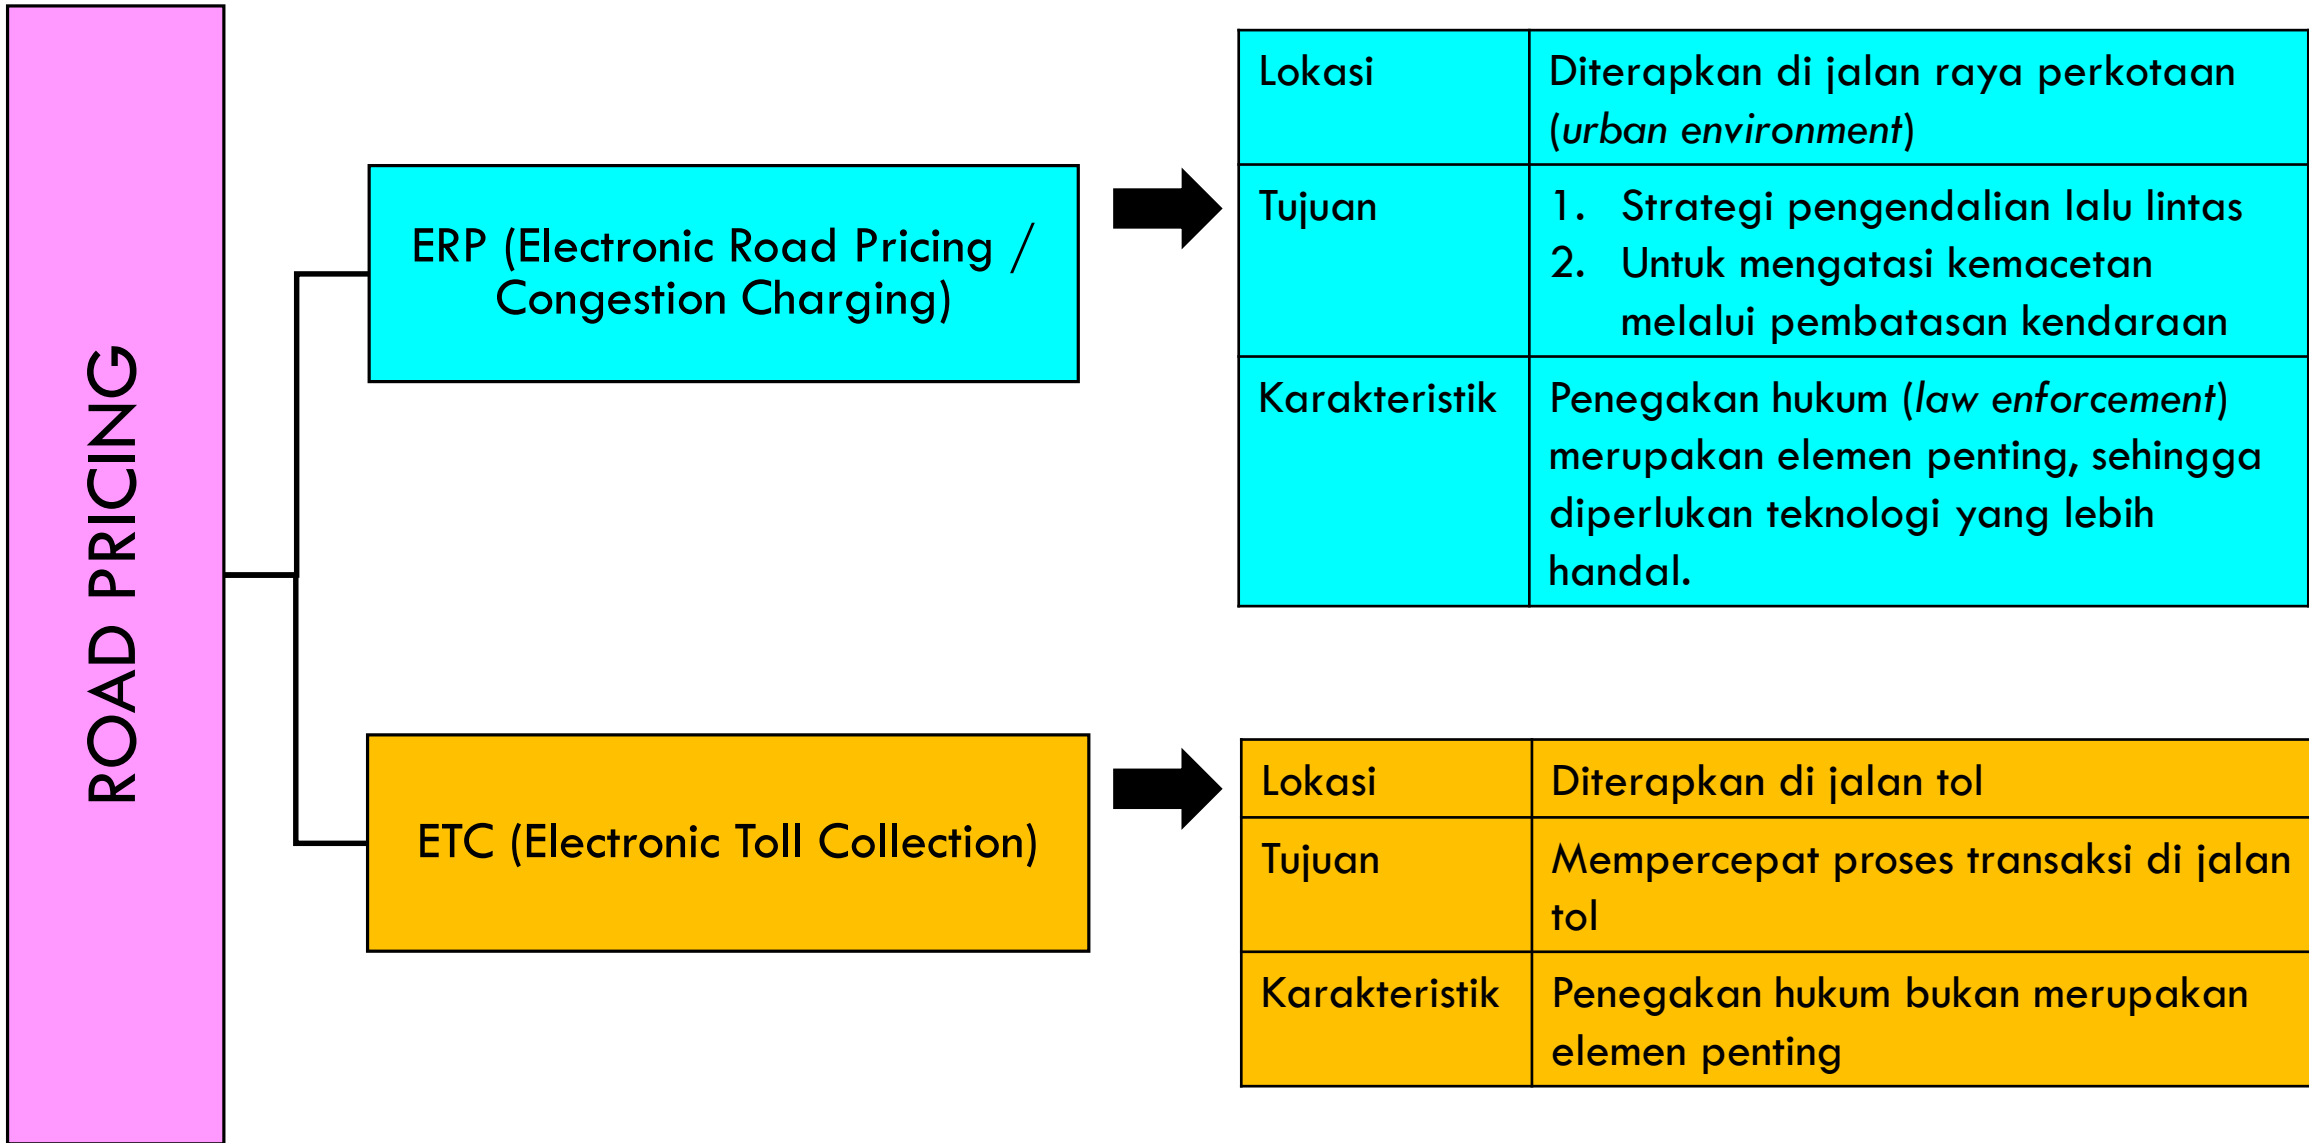 ROAD PRICING
ERP (Electronic Road Pricing /
Congestion Charging)
Lokasi
Diterapkan di jalan raya perkotaan
(urban environment)
Tujuan
1. Strategi pengendalian lalu lintas
2. Untuk mengatasi kemacetan
melalui pembatasan kendaraan
Karakteristik
Penegakan hukum (law enforcement)
merupakan elemen penting, sehingga
diperlukan teknologi yang lebih
handal.
ETC (Electronic Toll Collection)
Lokasi
Diterapkan di jalan tol
Tujuan
Mempercepat proses transaksi di jalan
tol
Karakteristik
Penegakan hukum bukan merupakan
elemen penting